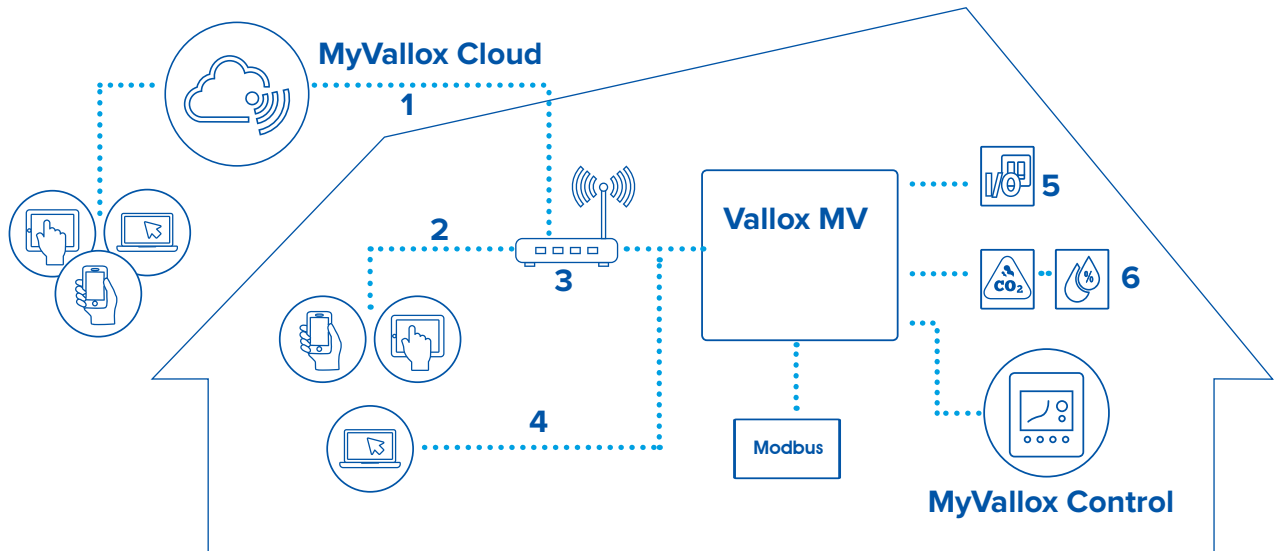 MyVallox Cloud
1
2
3
4
Vallox MV
I/O
5
CO₂
%
6
Modbus
MyVallox Control